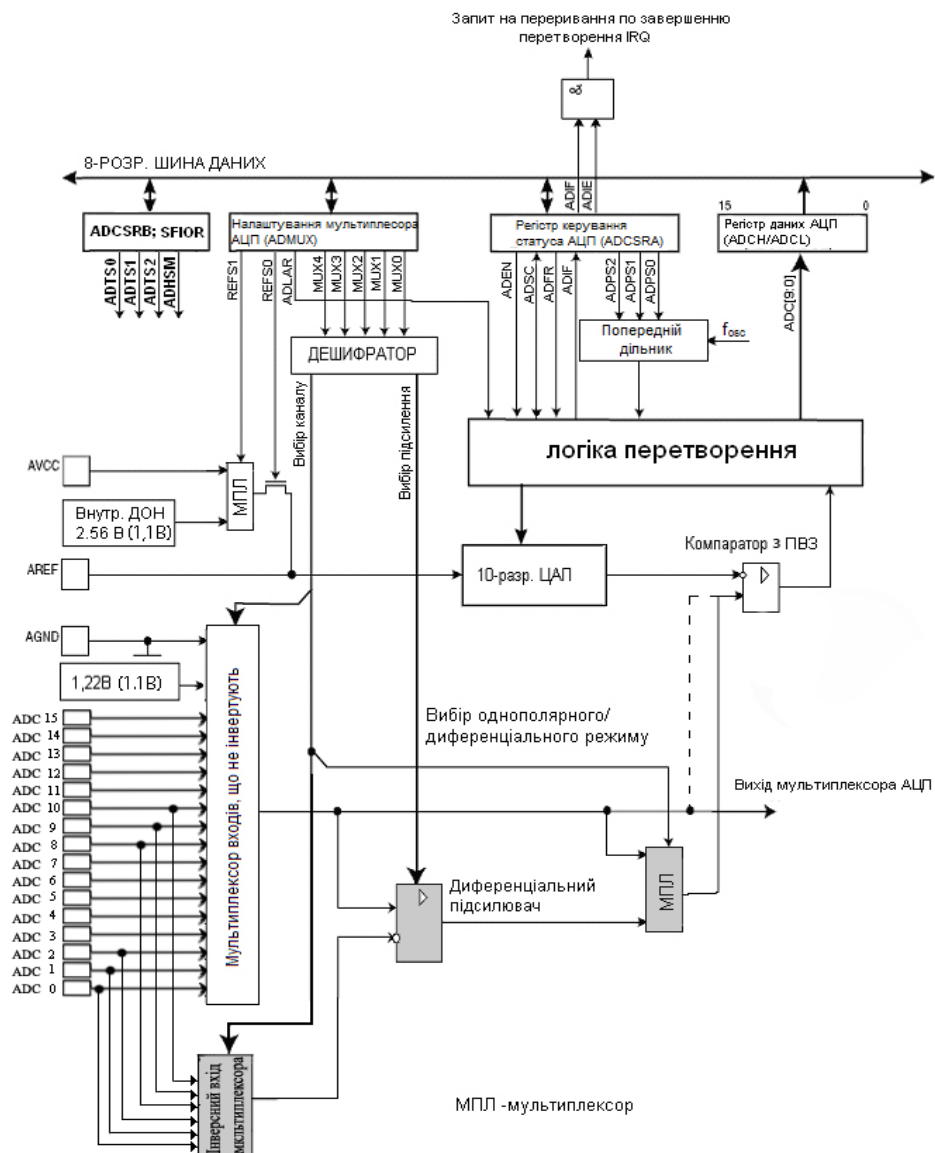 Запит на переривання по завершенню
перетворення IRQ
&
8-РОЗР. ШИНА ДАНИХ
ADIF
ADIE
15
0
ADCSRB; SFIOR
Налаштування мультиплесора
АЦП (ADMUX)
Регістр керування
статуса АЦП (ADCSRA)
Регістр даних АЦП
(ADCH/ADCL)
ADTS0
ADTS1
ADTS2
ADHSM
REFS1
REFS0
ADLAR
MUX4
MUX3
MUX2
MUX1
MUX0
ADEN
ADSC
ADFR
ADIF
ADPS2
ADPS1
ADPS0
ADC[9:0]
Попередній
дільник
fosc
ДЕШИФРАТОР
Вибір каналу
Вибір підсилення
логіка перетворення
AVCC
МПЛ
Внутр. ДОН
2.56 В (1,1В)
Компаратор з ПВЗ
AREF
10-разр. ЦАП
AGND
1,22В (1.1В)
Мультиплексор входів, що не інвертують
ADC 15
ADC 14
ADC 13
ADC 12
ADC 11
ADC 10
ADC 9
ADC 8
ADC 7
ADC 6
ADC 5
ADC 4
ADC 3
ADC 2
ADC 1
ADC 0
Вибір однополярного/
диференціального режиму
Вихід мультиплексора АЦП
МПЛ
Диференціальний
підсилювач
Інверсний вхід
мкльтиплексора
МПЛ -мультиплексор